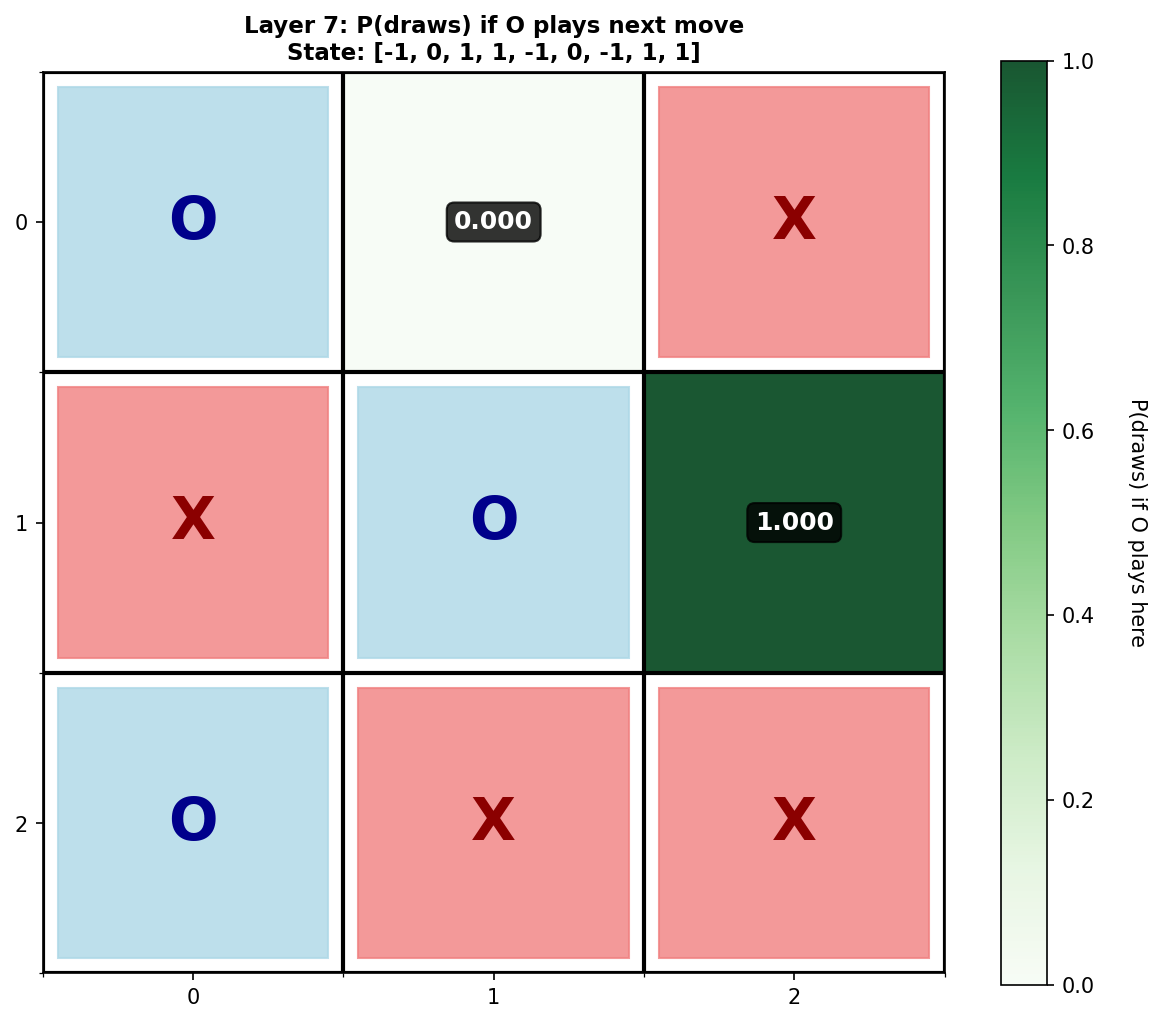 Layer 7: P(draws) if O plays next move
State: [-1, 0, 1, 1, -1, 0, -1, 1, 1]
O
0.000
X
X
O
1.000
O
X
X
0
1
2
0
1
2
1.0
0.8
0.6
0.4
0.2
0.0
P(draws) if O plays here